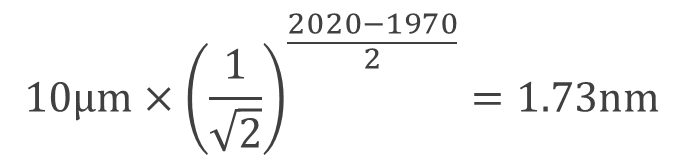 10μm × (1/√2)^((2020−1970)/2) = 1.73nm